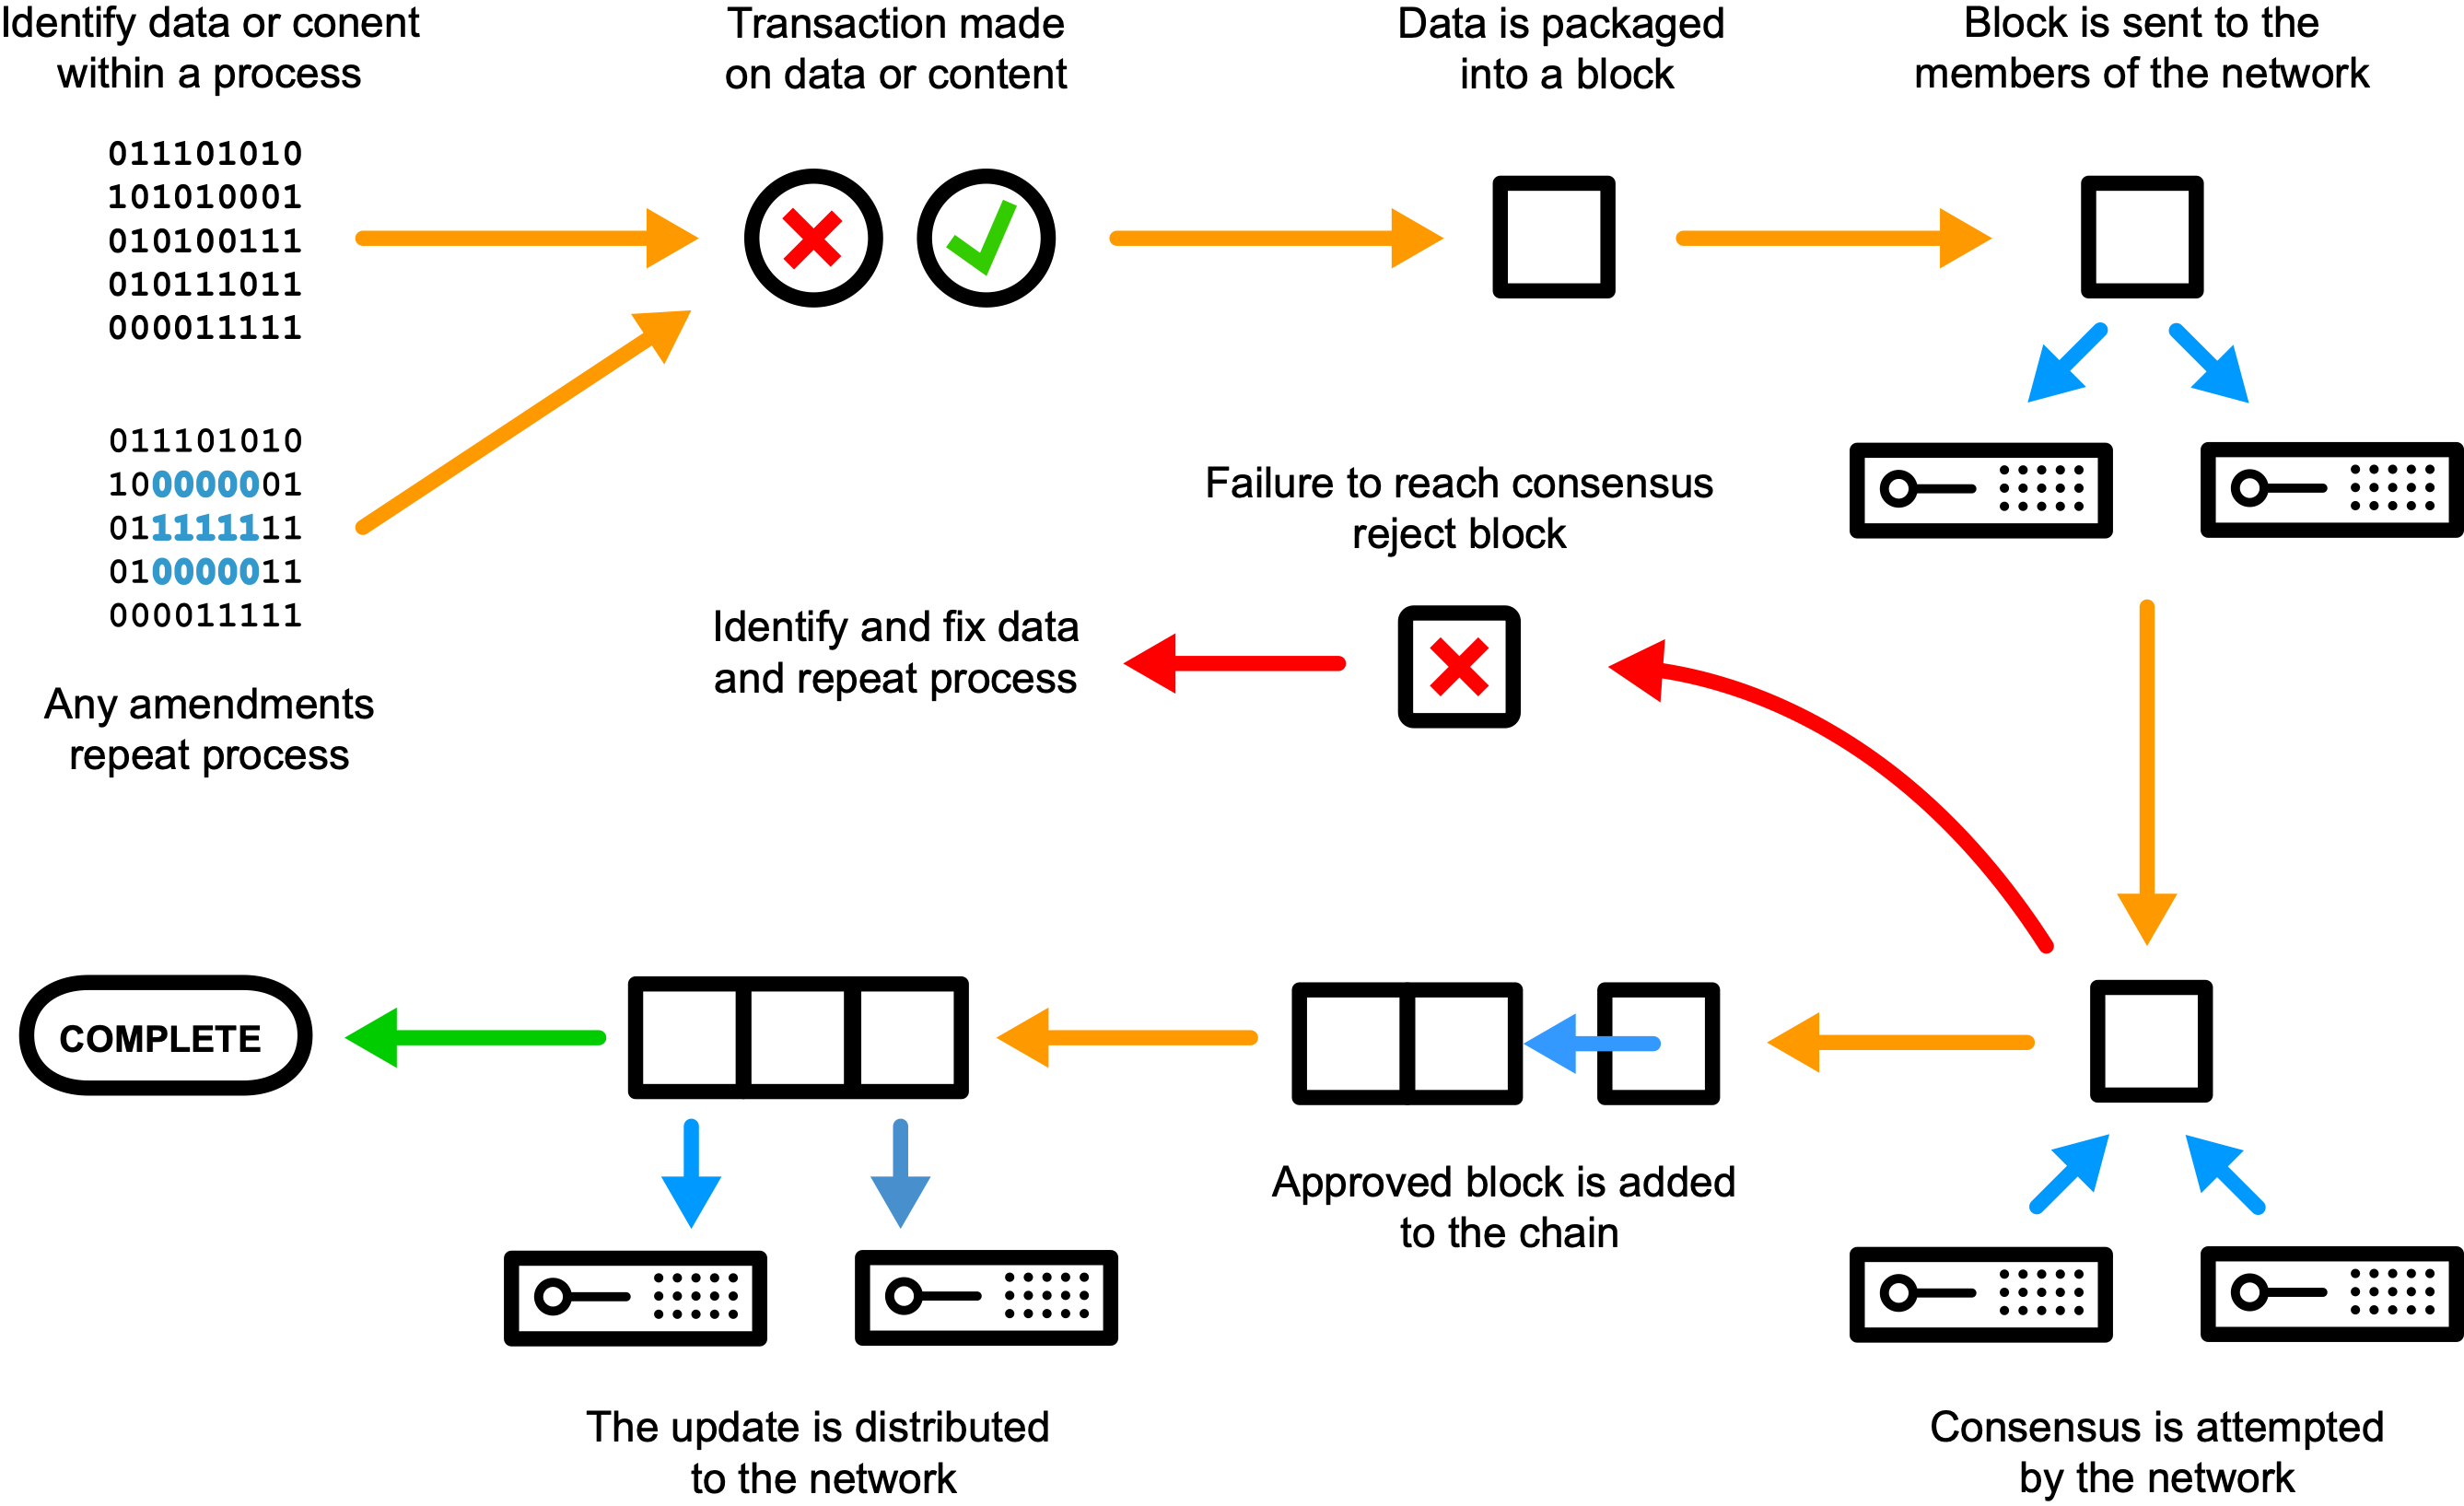 Identify data or conent
within a process
Transaction made
on data or content
Data is packaged
into a block
Block is sent to the
members of the network
011101010
101010001
010100111
010111011
000011111
011101010
100000001
011111111
010000011
000011111
Any amendments
repeat process
Failure to reach consensus
reject block
Identify and fix data
and repeat process
COMPLETE
Approved block is added
to the chain
The update is distributed
to the network
Consensus is attempted
by the network